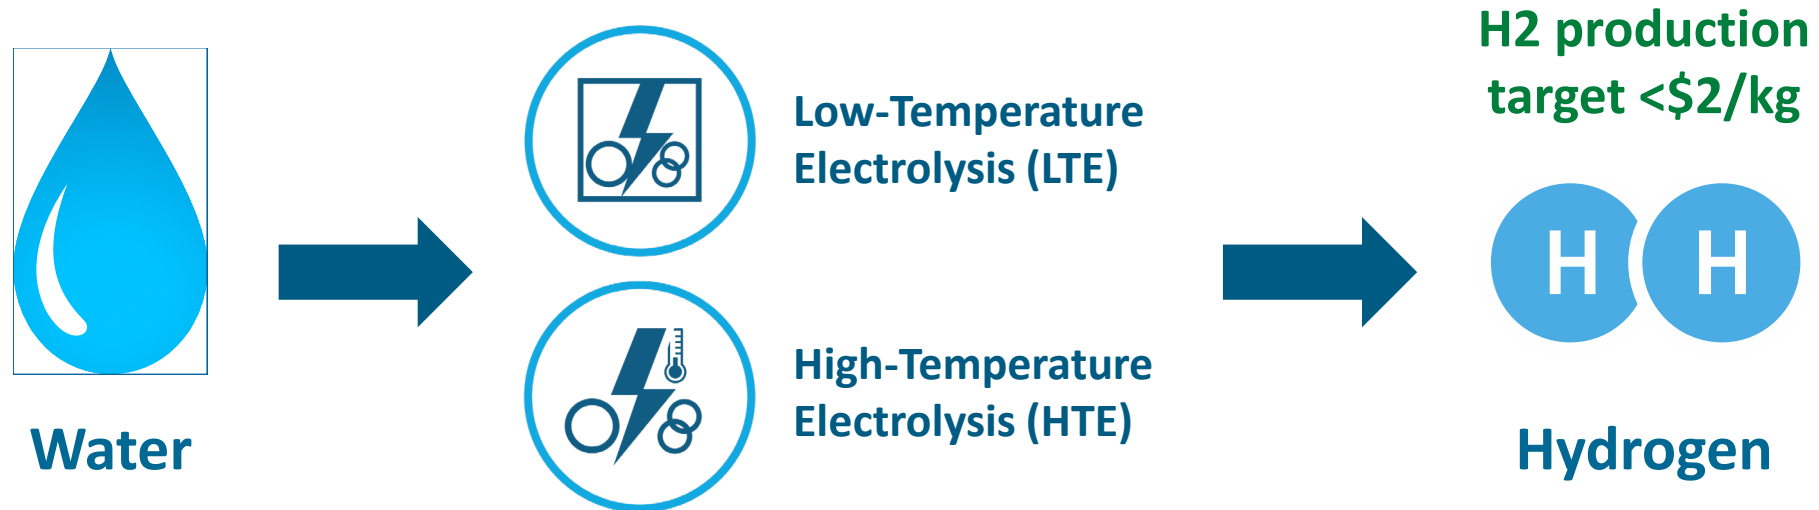 Water
Low-Temperature
Electrolysis (LTE)
High-Temperature
Electrolysis (HTE)
H2 production
target <$2/kg
H H
Hydrogen